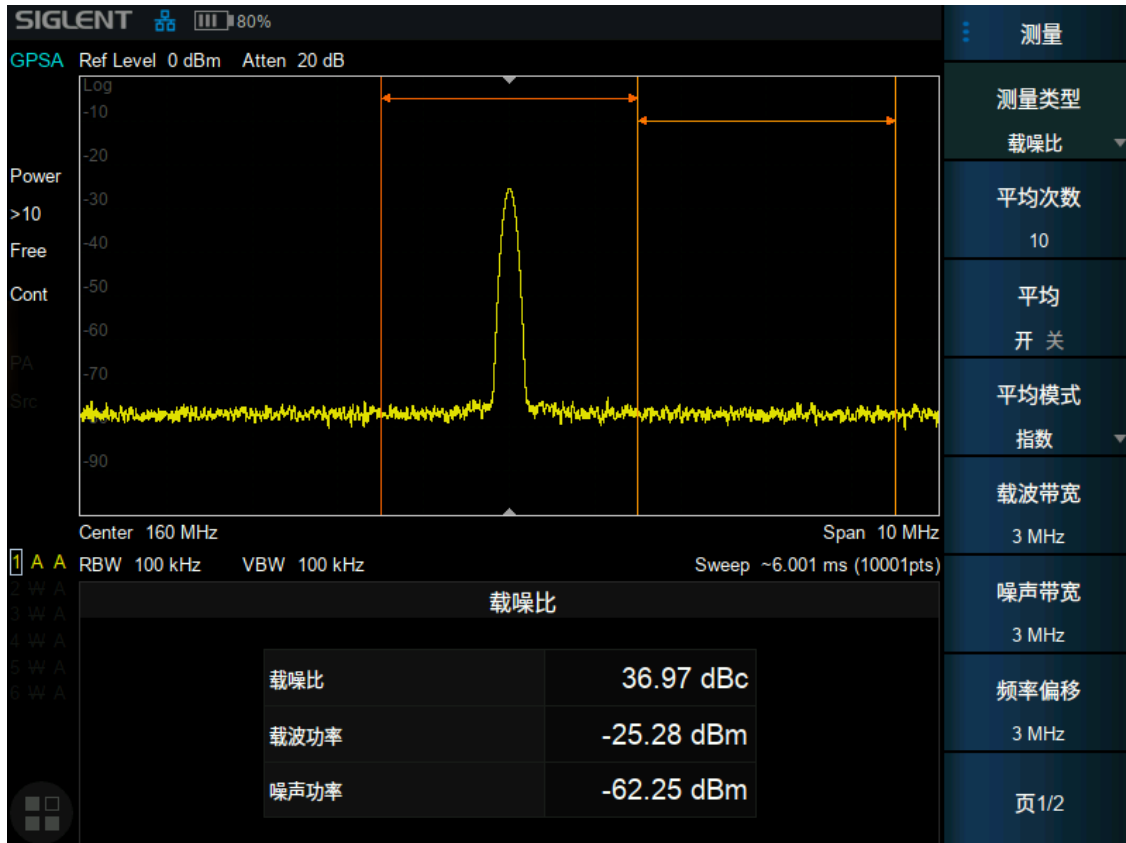 SIGLENT 80%
测量
GPSA Ref Level 0 dBm Atten 20 dB
Log
-10
-20
-30
-40
-50
-60
-70
-90
Power
>10
Free
Cont
PA
Src
测量类型
载噪比
平均次数
10
平均
开 关
平均模式
指数
载波带宽
3 MHz
噪声带宽
3 MHz
频率偏移
3 MHz
页1/2
Center 160 MHz Span 10 MHz
1 A A RBW 100 kHz VBW 100 kHz Sweep ~6.001 ms (10001pts)
2 W A
3 W A
4 W A
5 W A
6 W A
载噪比
载噪比 36.97 dBc
载波功率 -25.28 dBm
噪声功率 -62.25 dBm